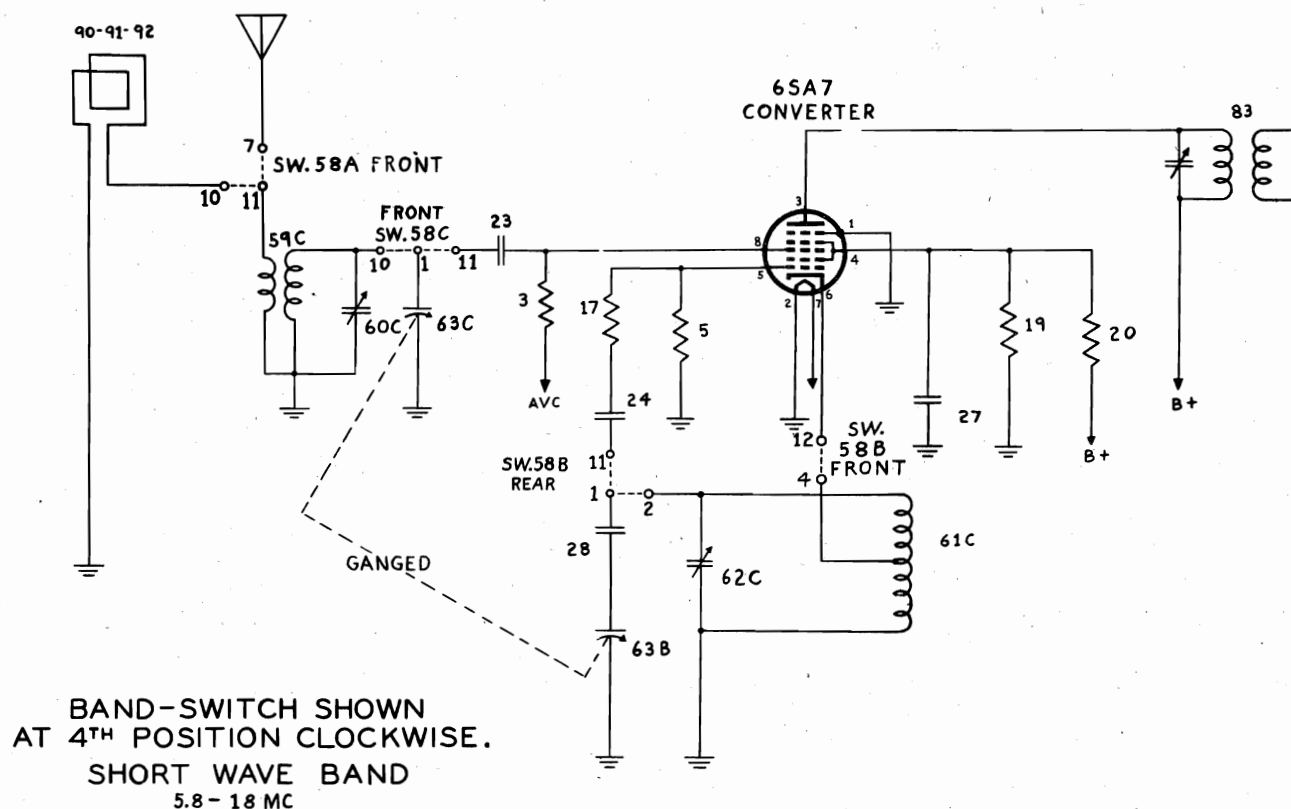 90-91-92
6SA7
CONVERTER
83
7
SW. 58A FRONT
10
11
FRONT
SW. 58C
59C
10
1
11
23
3
1
8
4
5
2
7
6
60C
63C
3
17
5
19
20
AVC
24
27
B+
B+
12
SW.
58B
FRONT
4
SW. 58B
REAR
11
1
2
28
62C
61C
GANGED
63B
BAND-SWITCH SHOWN
AT 4TH POSITION CLOCKWISE.
SHORT WAVE BAND
5.8 - 18 MC